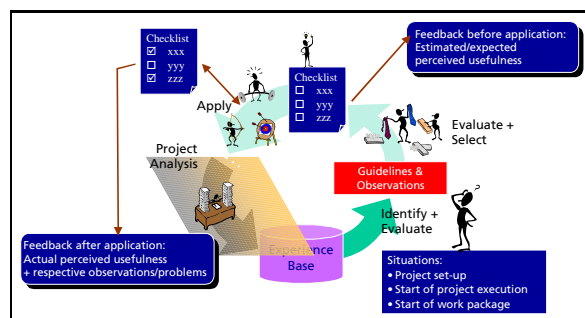 Checklist
☑ xxx
☐ yyy
☑ zzz
Checklist
☐ xxx
☐ yyy
☐ zzz
Feedback before application:
Estimated/expected
perceived usefulness
Apply
Evaluate +
Select
Project
Analysis
Guidelines &
Observations
Identify +
Evaluate
Feedback after application:
Actual perceived usefulness
+ respective observations/problems
Experience
Base
Situations:
• Project set-up
• Start of project execution
• Start of work package